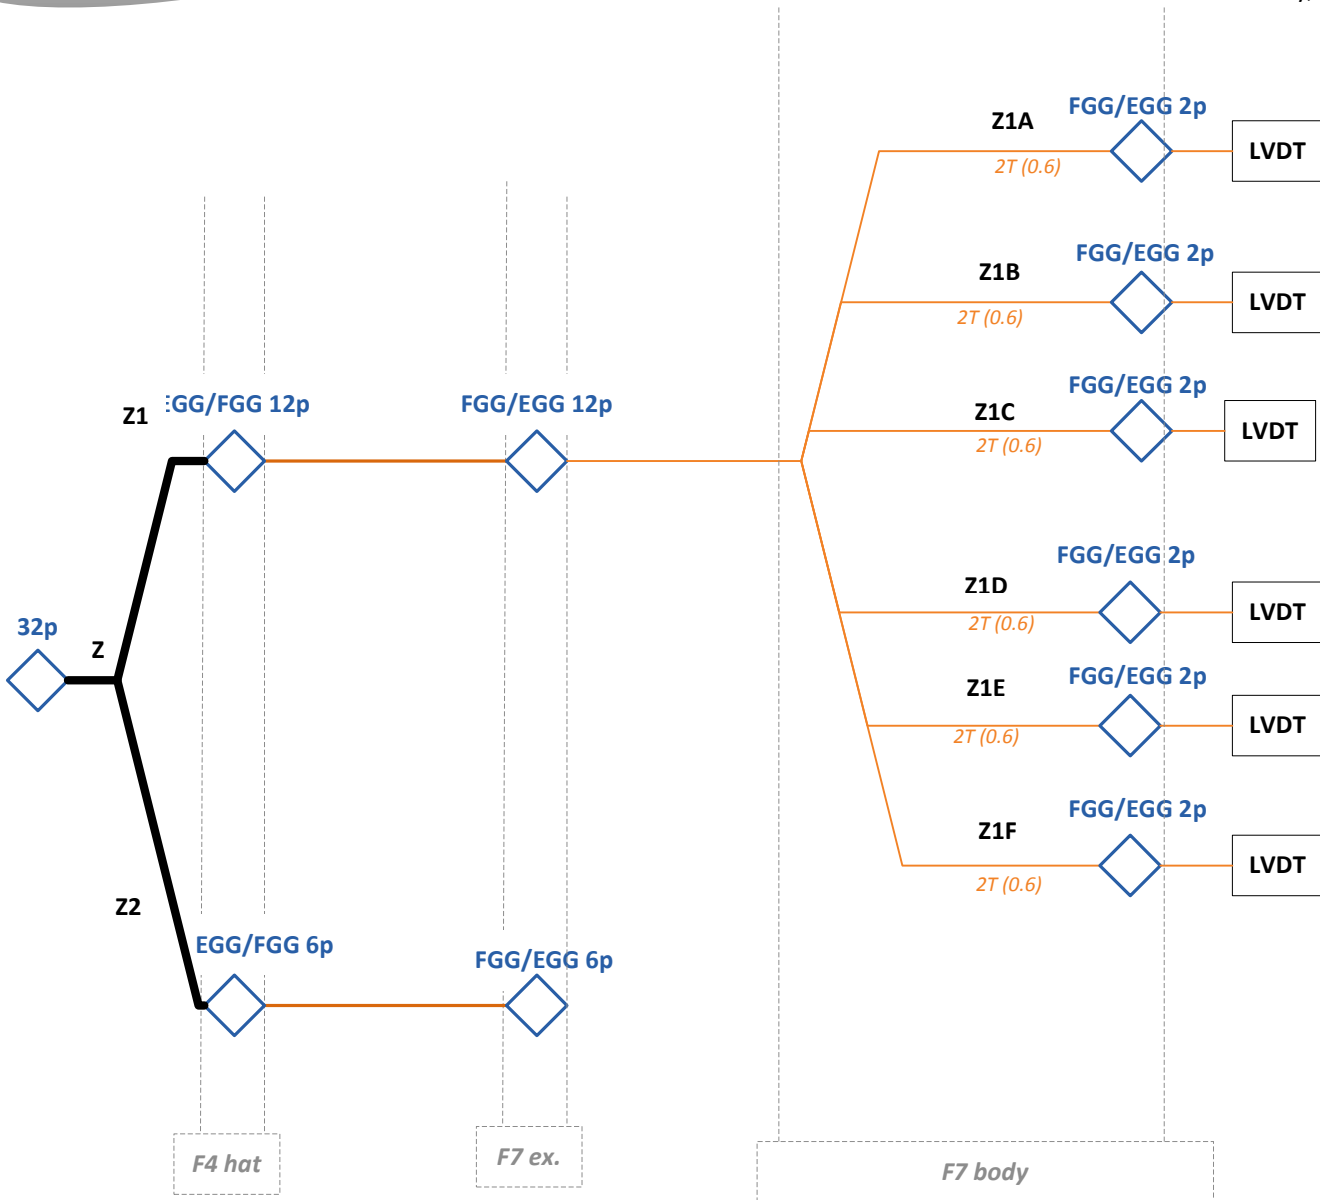 FGG/EGG 2p
Z1A
LVDT
2T (0.6)
FGG/EGG 2p
Z1B
LVDT
2T (0.6)
FGG/EGG 2p
Z1 EGG/FGG 12p
FGG/EGG 12p
Z1C
LVDT
2T (0.6)
FGG/EGG 2p
Z1D
LVDT
2T (0.6)
32p
Z
FGG/EGG 2p
Z1E
LVDT
2T (0.6)
FGG/EGG 2p
Z1F
LVDT
2T (0.6)
Z2
EGG/FGG 6p
FGG/EGG 6p
F4 hat
F7 ex.
F7 body